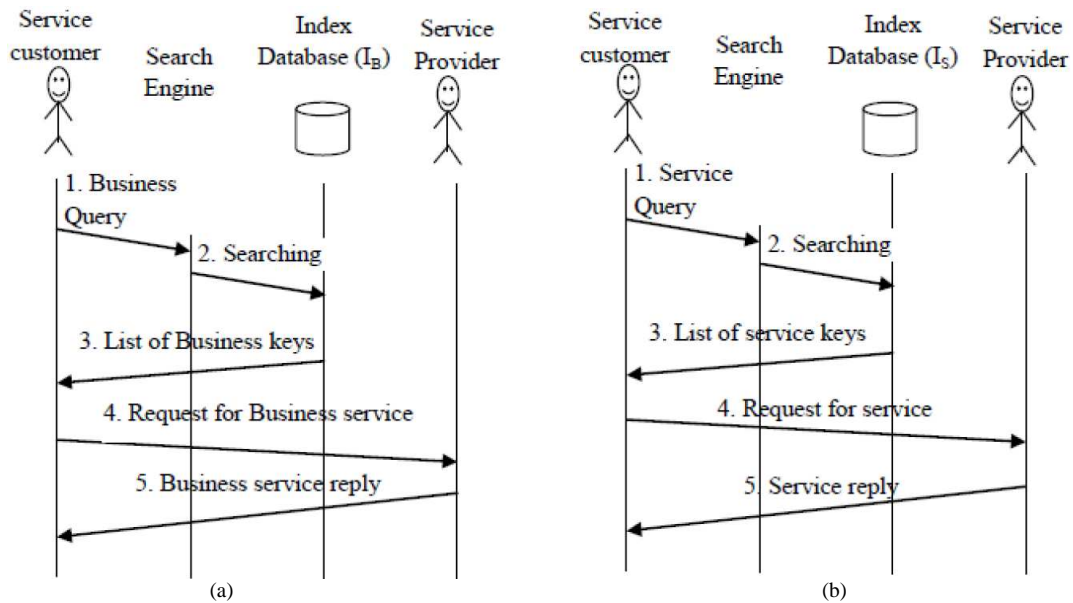 Service
customer
Search
Engine
Index
Database (I_B)
Service
Provider
1. Business
Query
2. Searching
3. List of Business keys
4. Request for Business service
5. Business service reply
(a)
Service
customer
Search
Engine
Index
Database (I_S)
Service
Provider
1. Service
Query
2. Searching
3. List of service keys
4. Request for service
5. Service reply
(b)